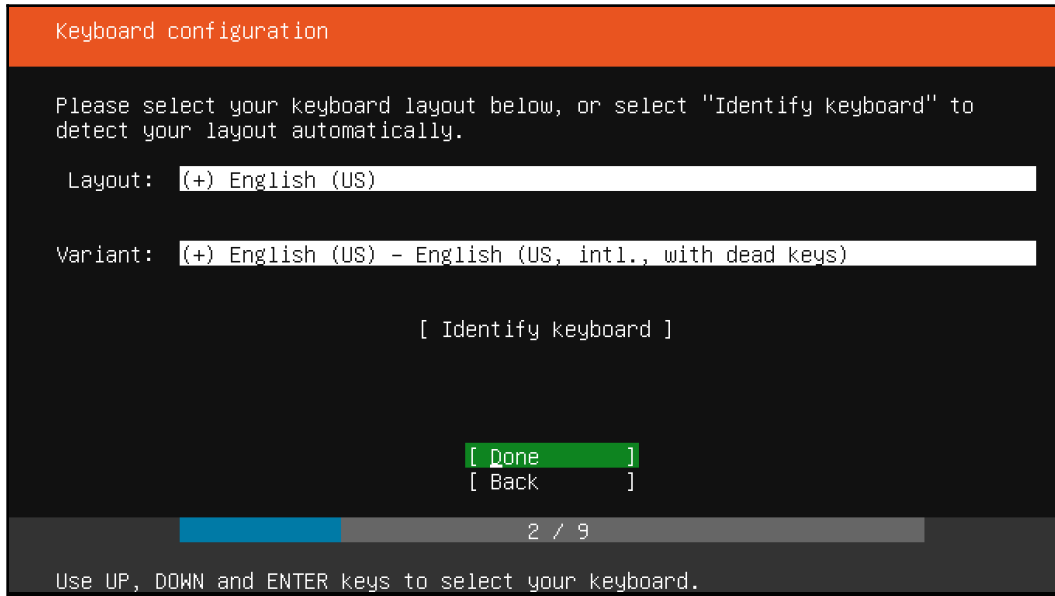 Keyboard configuration
Please select your keyboard layout below, or select "Identify keyboard" to
detect your layout automatically.
Layout: (+) English (US)
Variant: (+) English (US) – English (US, intl., with dead keys)
[ Identify keyboard ]
[ Done ]
[ Back ]
2 / 9
Use UP, DOWN and ENTER keys to select your keyboard.